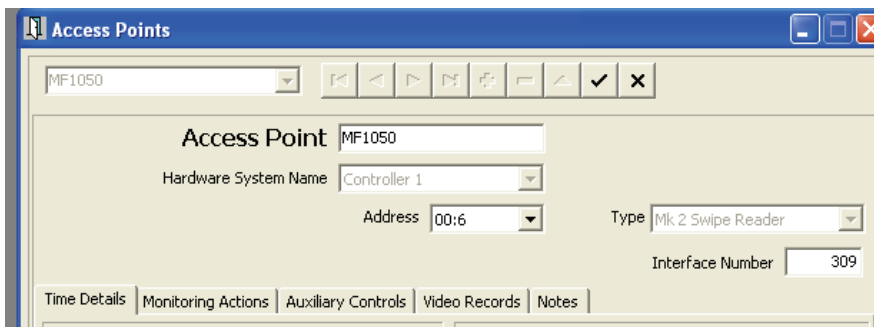 Access Points
MF1050
Access Point MF1050
Hardware System Name Controller 1
Address 00:6 Type Mk 2 Swipe Reader
Interface Number 309
Time Details Monitoring Actions Auxiliary Controls Video Records Notes